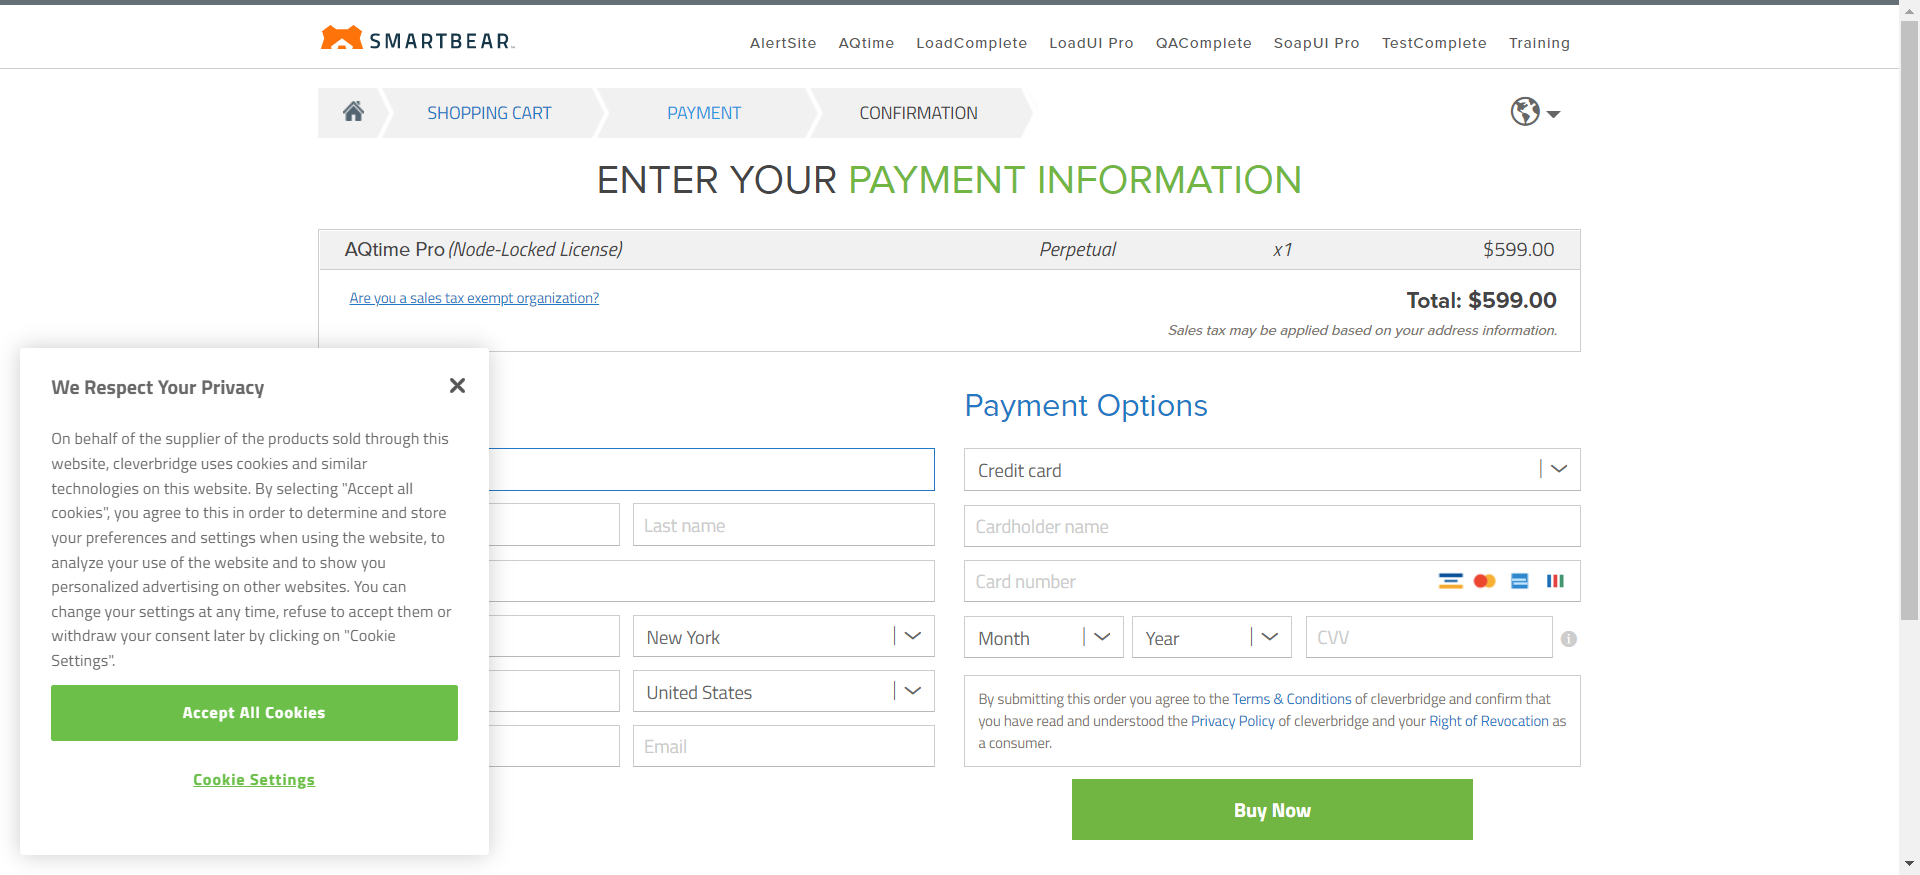 SMARTBEAR
AlertSite AQtime LoadComplete LoadUI Pro QAComplete SoapUI Pro TestComplete Training
SHOPPING CART PAYMENT CONFIRMATION
ENTER YOUR PAYMENT INFORMATION
AQtime Pro (Node-Locked License) Perpetual x1 $599.00
Are you a sales tax exempt organization?
Total: $599.00
Sales tax may be applied based on your address information.
We Respect Your Privacy
On behalf of the supplier of the products sold through this
website, cleverbridge uses cookies and similar
technologies on this website. By selecting "Accept all
cookies", you agree to this in order to determine and store
your preferences and settings when using the website, to
analyze your use of the website and to show you
personalized advertising on other websites. You can
change your settings at any time, refuse to accept them or
withdraw your consent later by clicking on "Cookie
Settings".
Accept All Cookies
Cookie Settings
Last name
New York
United States
Email
Payment Options
Credit card
Cardholder name
Card number
Month Year CVV
By submitting this order you agree to the Terms & Conditions of cleverbridge and confirm that
you have read and understood the Privacy Policy of cleverbridge and your Right of Revocation as
a consumer.
Buy Now